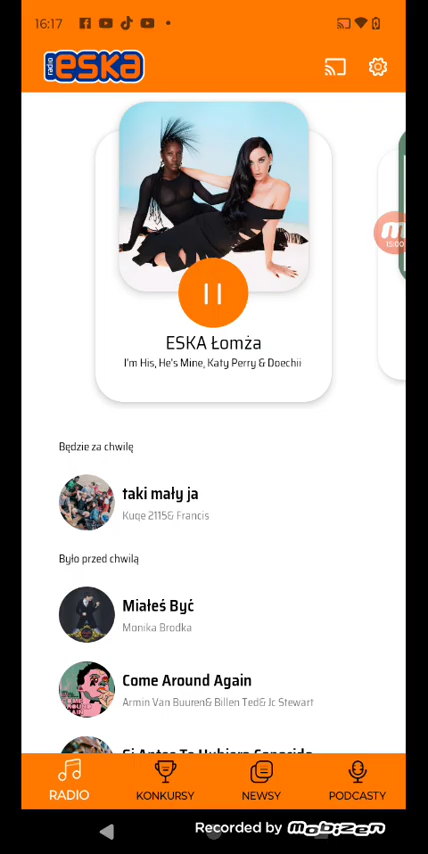 16:17
radio ESKA
15:00
ESKA Łomża
I'm His, He's Mine, Katy Perry & Doechii
Będzie za chwilę
taki mały ja
Kuqe 2115& Francis
Było przed chwilą
Miałeś Być
Monika Brodka
Come Around Again
Armin Van Buuren& Billen Ted& Jc Stewart
RADIO
KONKURSY
NEWSY
PODCASTY
Recorded by Mobizen